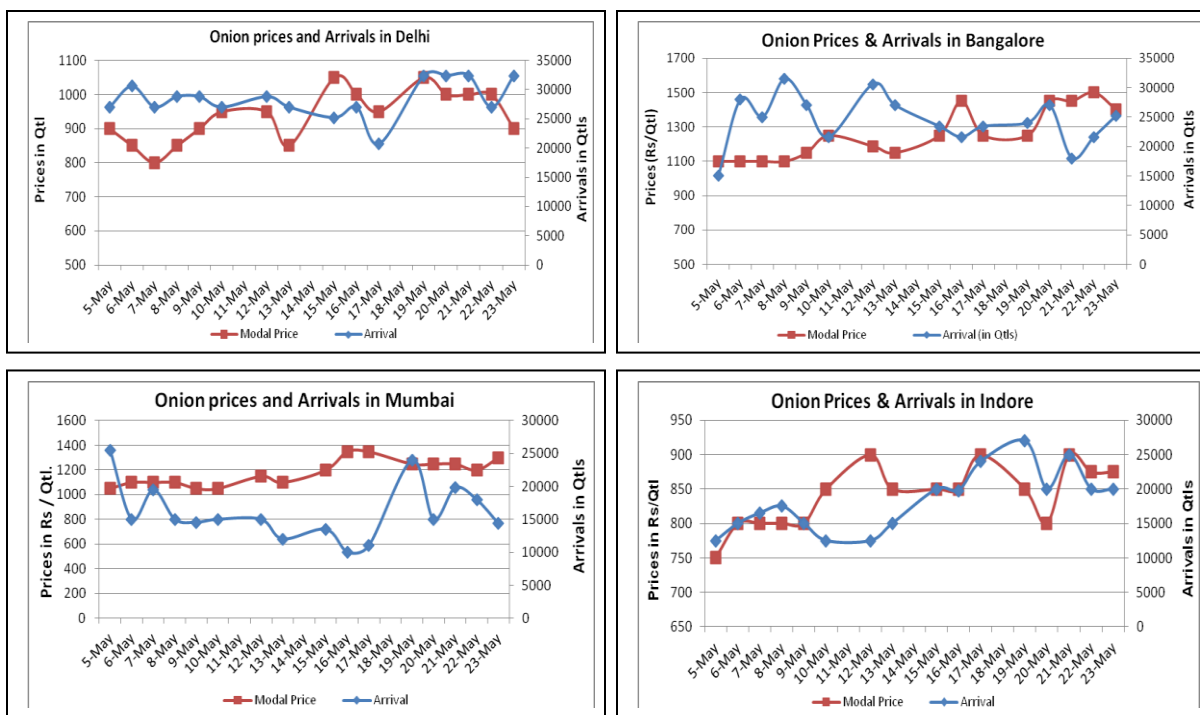 Onion prices and Arrivals in Delhi
1100
1000
900
800
700
600
500
35000
30000
25000
20000
15000
10000
5000
0
Prices in Qtl
Arrivals in Qtls
5-May
6-May
7-May
8-May
9-May
10-May
11-May
12-May
13-May
14-May
15-May
16-May
17-May
18-May
19-May
20-May
21-May
22-May
23-May
Modal Price
Arrival
Onion Prices & Arrivals in Bangalore
1700
1500
1300
1100
900
700
500
35000
30000
25000
20000
15000
10000
5000
0
Prices (Rs/Qtl)
Arrivals in Qtls
5-May
6-May
7-May
8-May
9-May
10-May
11-May
12-May
13-May
14-May
15-May
16-May
17-May
18-May
19-May
20-May
21-May
22-May
23-May
Modal Price
Arrival (in Qtls)
Onion prices and Arrivals in Mumbai
1600
1400
1200
1000
800
600
400
200
0
30000
25000
20000
15000
10000
5000
0
Prices in Rs / Qtl.
Arrivals in Qtls
5-May
6-May
7-May
8-May
9-May
10-May
11-May
12-May
13-May
14-May
15-May
16-May
17-May
18-May
19-May
20-May
21-May
22-May
23-May
Modal Price
Arrival
Onion Prices & Arrivals in Indore
950
900
850
800
750
700
650
30000
25000
20000
15000
10000
5000
0
Prices in Rs/Qtl
Arrivals in Qtls
5-May
6-May
7-May
8-May
9-May
10-May
11-May
12-May
13-May
14-May
15-May
16-May
17-May
18-May
19-May
20-May
21-May
22-May
23-May
Modal Price
Arrival